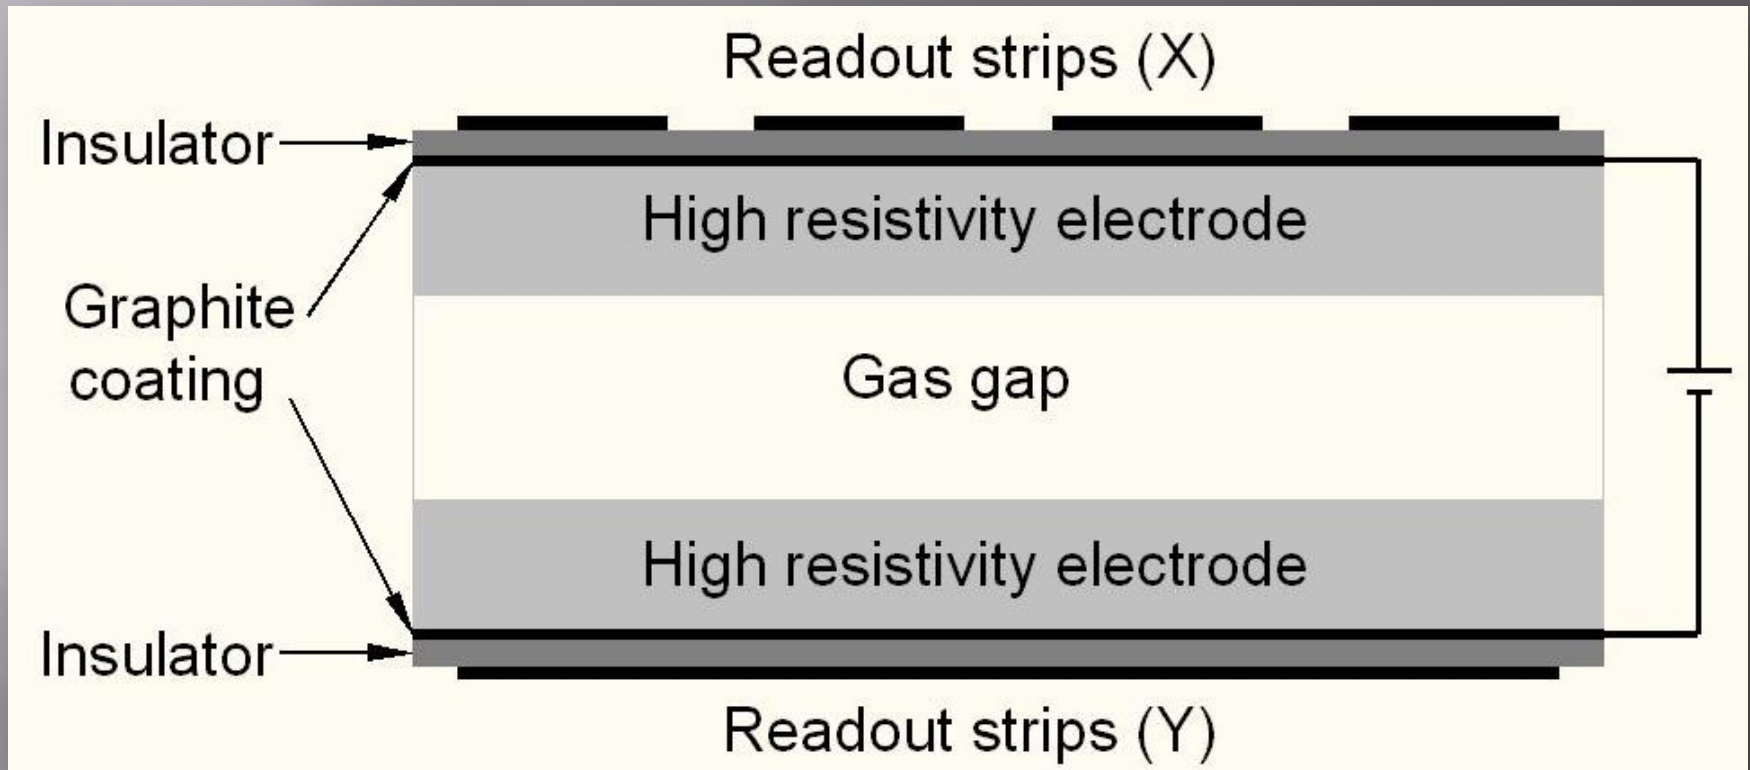 Readout strips (X)
Insulator
High resistivity electrode
Graphite
coating
Gas gap
High resistivity electrode
Insulator
Readout strips (Y)